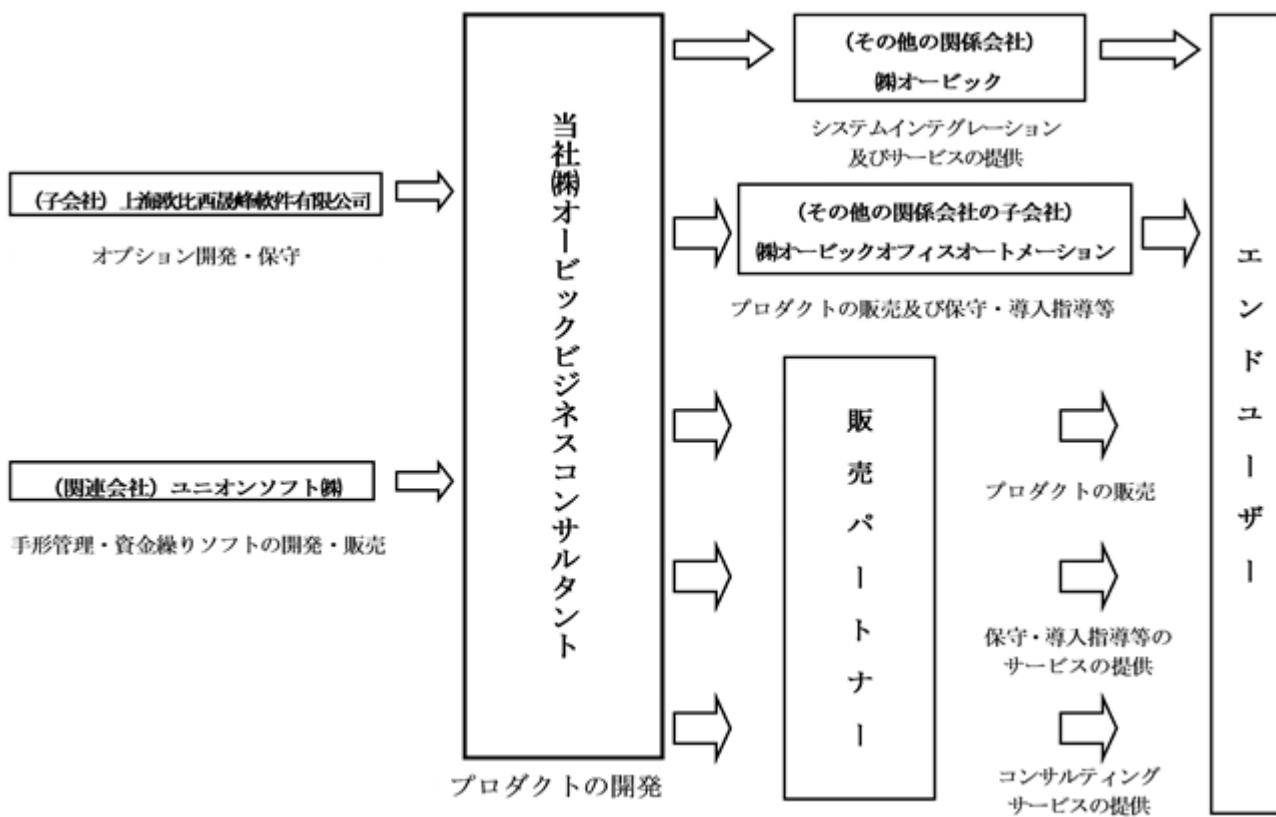 (子会社)上海欧比西晟峰軟件有限公司
オプション開発・保守
(関連会社)ユニオンソフト㈱
手形管理・資金繰りソフトの開発・販売
当社㈱オービックビジネスコンサルタント
プロダクトの開発
(その他の関係会社)
㈱オービック
システムインテグレーション
及びサービスの提供
(その他の関係会社の子会社)
㈱オービックオフィスオートメーション
プロダクトの販売及び保守・導入指導等
販売パートナー
プロダクトの販売
保守・導入指導等の
サービスの提供
コンサルティング
サービスの提供
エンドユーザー